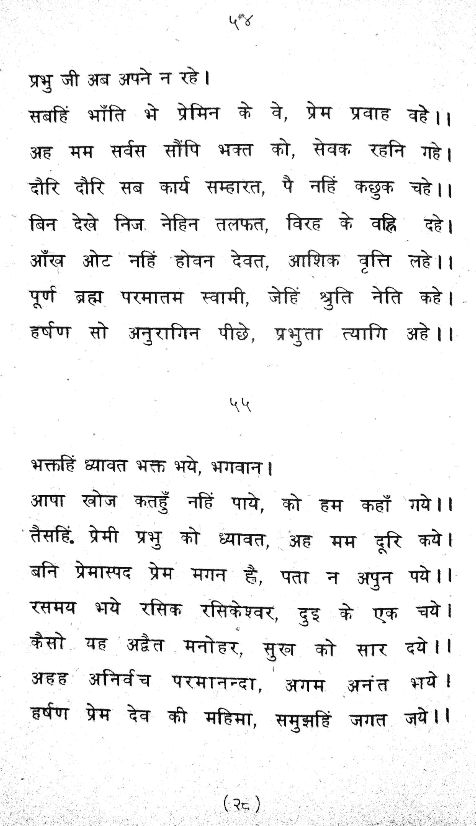 ५४
प्रभु जी अब अपने न रहे।
सबहिं भाँति भे प्रेमिन के वे, प्रेम प्रवाह वहे।।
अह मम सर्वस सौंपि भक्त को, सेवक रहनि गहे।
दौरि दौरि सब कार्य सम्हारत, पै नहिं कछुक चहे।।
बिन देखे निज नेहिन तलफत, विरह के वह्नि दहे।
आँख ओट नहिं होवन देवत, आशिक वृत्ति लहे।।
पूर्ण ब्रह्म परमातम स्वामी, जेहिं श्रुति नेति कहे।
हर्षण सो अनुरागिन पीछे, प्रभुता त्यागि अहे।।
५५
भक्तहिं ध्यावत भक्त भये, भगवान।
आपा खोज कतहुँ नहिं पाये, को हम कहाँ गये।।
तैसहिं प्रेमी प्रभु को ध्यावत, अह मम दूरि कये।
बनि प्रेमास्पद प्रेम मगन ह्वै, पता न अपुन पये।।
रसमय भये रसिक रसिकेश्वर, दुइ के एक चये।
कैसो यह अद्वैत मनोहर, सुख को सार दये।।
अहह अनिर्वच परमानन्दा, अगम अनंत भये।
हर्षण प्रेम देव की महिमा, समुझहिं जगत जये।।
(२८)